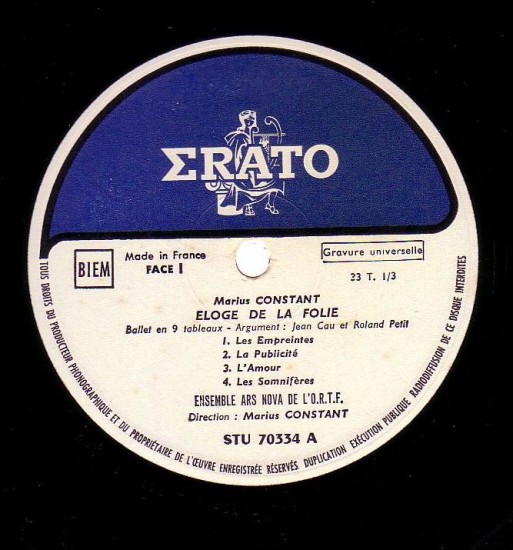 ΣRATO
BIEM
Made in France
FACE I
Gravure universelle
23 T. 1/3
Marius CONSTANT
ELOGE DE LA FOLIE
Ballet en 9 tableaux - Argument : Jean Cau et Roland Petit
1. Les Empreintes
2. La Publicité
3. L'Amour
4. Les Somnifères
ENSEMBLE ARS NOVA DE L'O.R.T.F.
Direction : Marius CONSTANT
STU 70334 A
TOUS DROITS DU PRODUCTEUR PHONOGRAPHIQUE ET DU PROPRIÉTAIRE DE L'ŒUVRE ENREGISTRÉE RÉSERVÉS DUPLICATION EXÉCUTION PUBLIQUE RADIODIFFUSION DE CE DISQUE INTERDITES